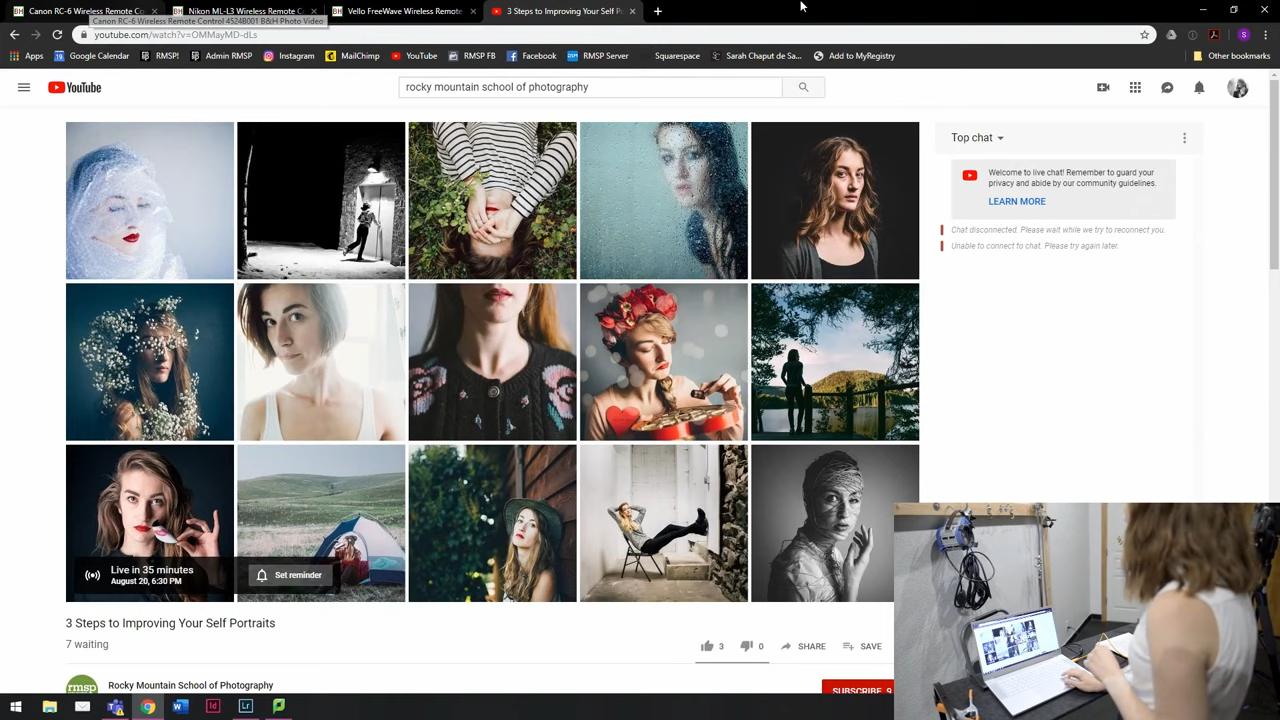 Canon RC-6 Wireless Remote Co
Nikon ML-L3 Wireless Remote C
Vello FreeWave Wireless Remote
3 Steps to Improving Your Self P
Canon RC-6 Wireless Remote Control 4524B001 B&H Photo Video
youtube.com/watch?v=OMMayMD-dLs
Apps
Google Calendar
RMSP!
Admin RMSP
Instagram
MailChimp
YouTube
RMSP FB
Facebook
RMSP Server
Squarespace
Sarah Chaput de Sa...
Add to MyRegistry
Other bookmarks
YouTube
rocky mountain school of photography
Top chat
Welcome to live chat! Remember to guard your
privacy and abide by our community guidelines.
LEARN MORE
Chat disconnected. Please wait while we try to reconnect you.
Unable to connect to chat. Please try again later.
Live in 35 minutes
August 20, 6:30 PM
Set reminder
3 Steps to Improving Your Self Portraits
7 waiting
3
0
SHARE
SAVE
rmsp
Rocky Mountain School of Photography
SUBSCRIBE 9